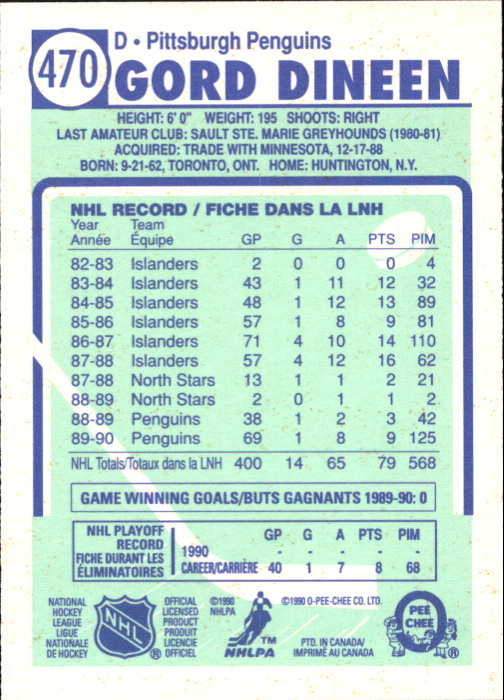 470
D • Pittsburgh Penguins
GORD DINEEN
HEIGHT: 6' 0" WEIGHT: 195 SHOOTS: RIGHT
LAST AMATEUR CLUB: SAULT STE. MARIE GREYHOUNDS (1980-81)
ACQUIRED: TRADE WITH MINNESOTA, 12-17-88
BORN: 9-21-62, TORONTO, ONT. HOME: HUNTINGTON, N.Y.
NHL RECORD / FICHE DANS LA LNH
Year Team
Année Équipe GP G A PTS PIM
82-83 Islanders 2 0 0 0 4
83-84 Islanders 43 1 11 12 32
84-85 Islanders 48 1 12 13 89
85-86 Islanders 57 1 8 9 81
86-87 Islanders 71 4 10 14 110
87-88 Islanders 57 4 12 16 62
87-88 North Stars 13 1 1 2 21
88-89 North Stars 2 0 1 1 2
88-89 Penguins 38 1 2 3 42
89-90 Penguins 69 1 8 9 125
NHL Totals/Totaux dans la LNH 400 14 65 79 568
GAME WINNING GOALS/BUTS GAGNANTS 1989-90: 0
NHL PLAYOFF
RECORD
FICHE DURANT LES
ÉLIMINATOIRES
GP G A PTS PIM
1990 - - - - -
CAREER/CARRIÈRE 40 1 7 8 68
NATIONAL
HOCKEY
LEAGUE
LIGUE
NATIONALE
DE HOCKEY
NHL
®
OFFICIAL
LICENSED
PRODUCT
PRODUIT
LICENCIE
OFFICIEL
©1990
NHLPA
TM
NHLPA
©1990 O-PEE-CHEE CO. LTD.
PTD. IN CANADA/
IMPRIMÉ AU CANADA
PEE
CHEE
®